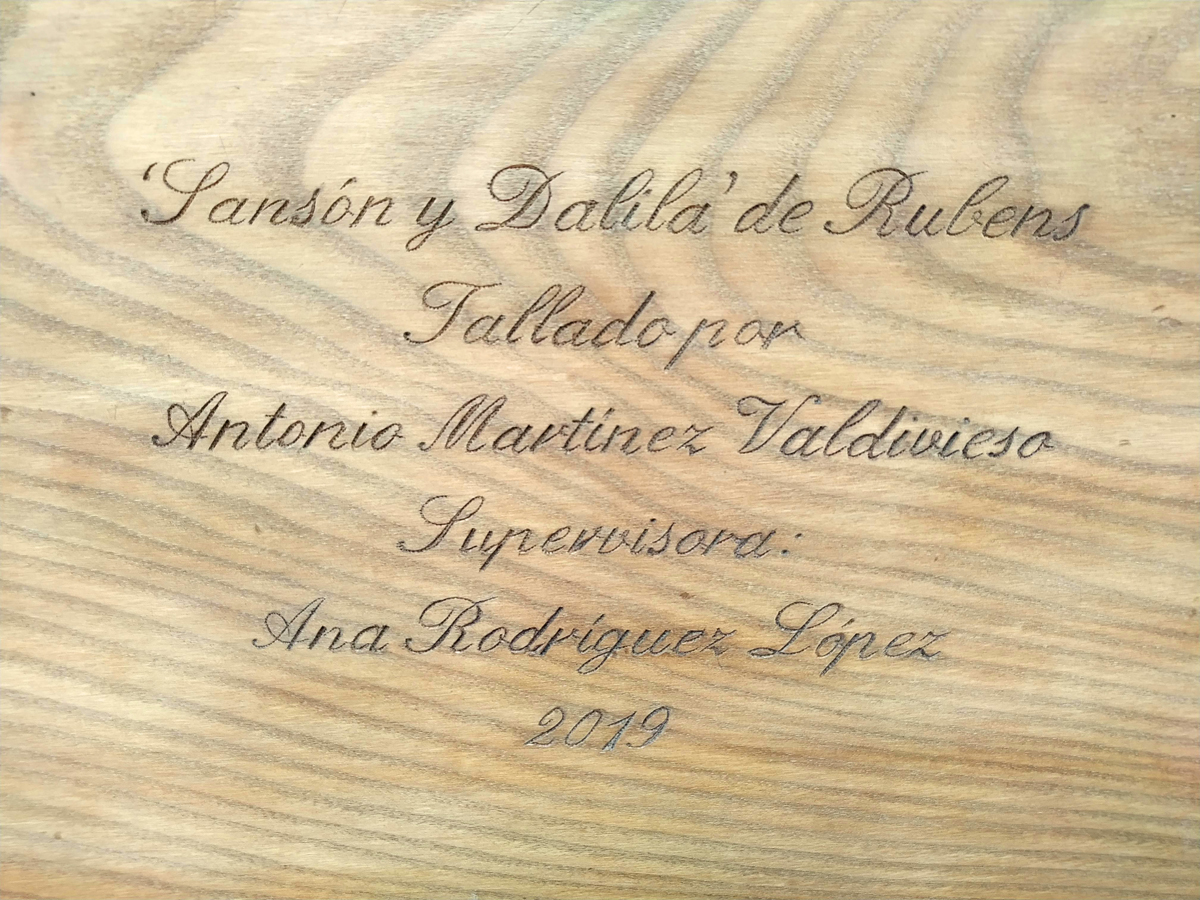 ‘Sansón y Dalila’ de Rubens
Tallado por
Antonio Martínez Valdivieso
Supervisora:
Ana Rodríguez López
2019